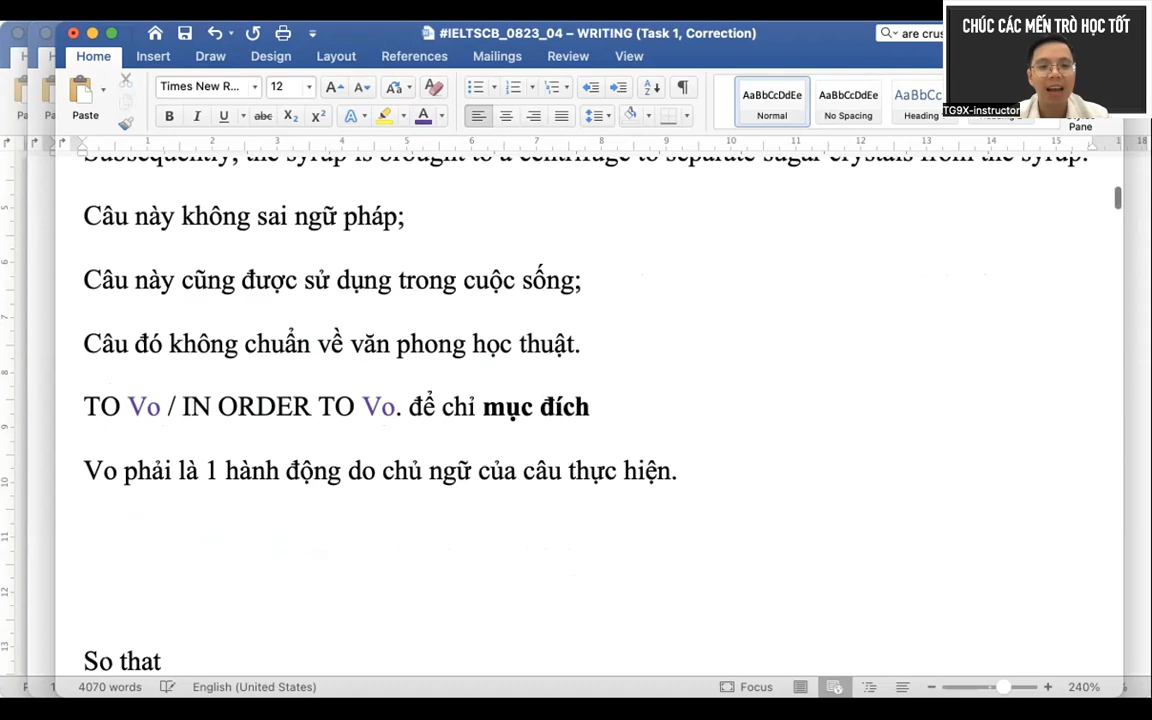 CHÚC CÁC MẾN TRÒ HỌC TỐT
TG9X-instructor
#IELTSCB_0823_04 – WRITING (Task 1, Correction)
are crus
Home Insert Draw Design Layout References Mailings Review View
Paste
Times New R... 12
AaBbCcDdEe AaBbCcDdEe AaBbCcDdE
Normal No Spacing Heading
Pane
Subsequently, the syrup is brought to a centrifuge to separate sugar crystals from the syrup.
Câu này không sai ngữ pháp;
Câu này cũng được sử dụng trong cuộc sống;
Câu đó không chuẩn về văn phong học thuật.
TO Vo / IN ORDER TO Vo. để chỉ mục đích
Vo phải là 1 hành động do chủ ngữ của câu thực hiện.
So that
4070 words English (United States) Focus 240%